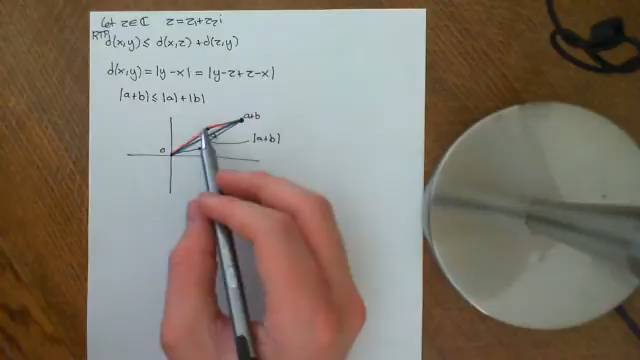 Let z∈ℂ z = z₁+z₂i
RTP
d(x,y) ≤ d(x,z) + d(z,y)
d(x,y) = |y-x| = |y-z+z-x|
|a+b| ≤ |a|+|b|
a+b
|a+b|
0